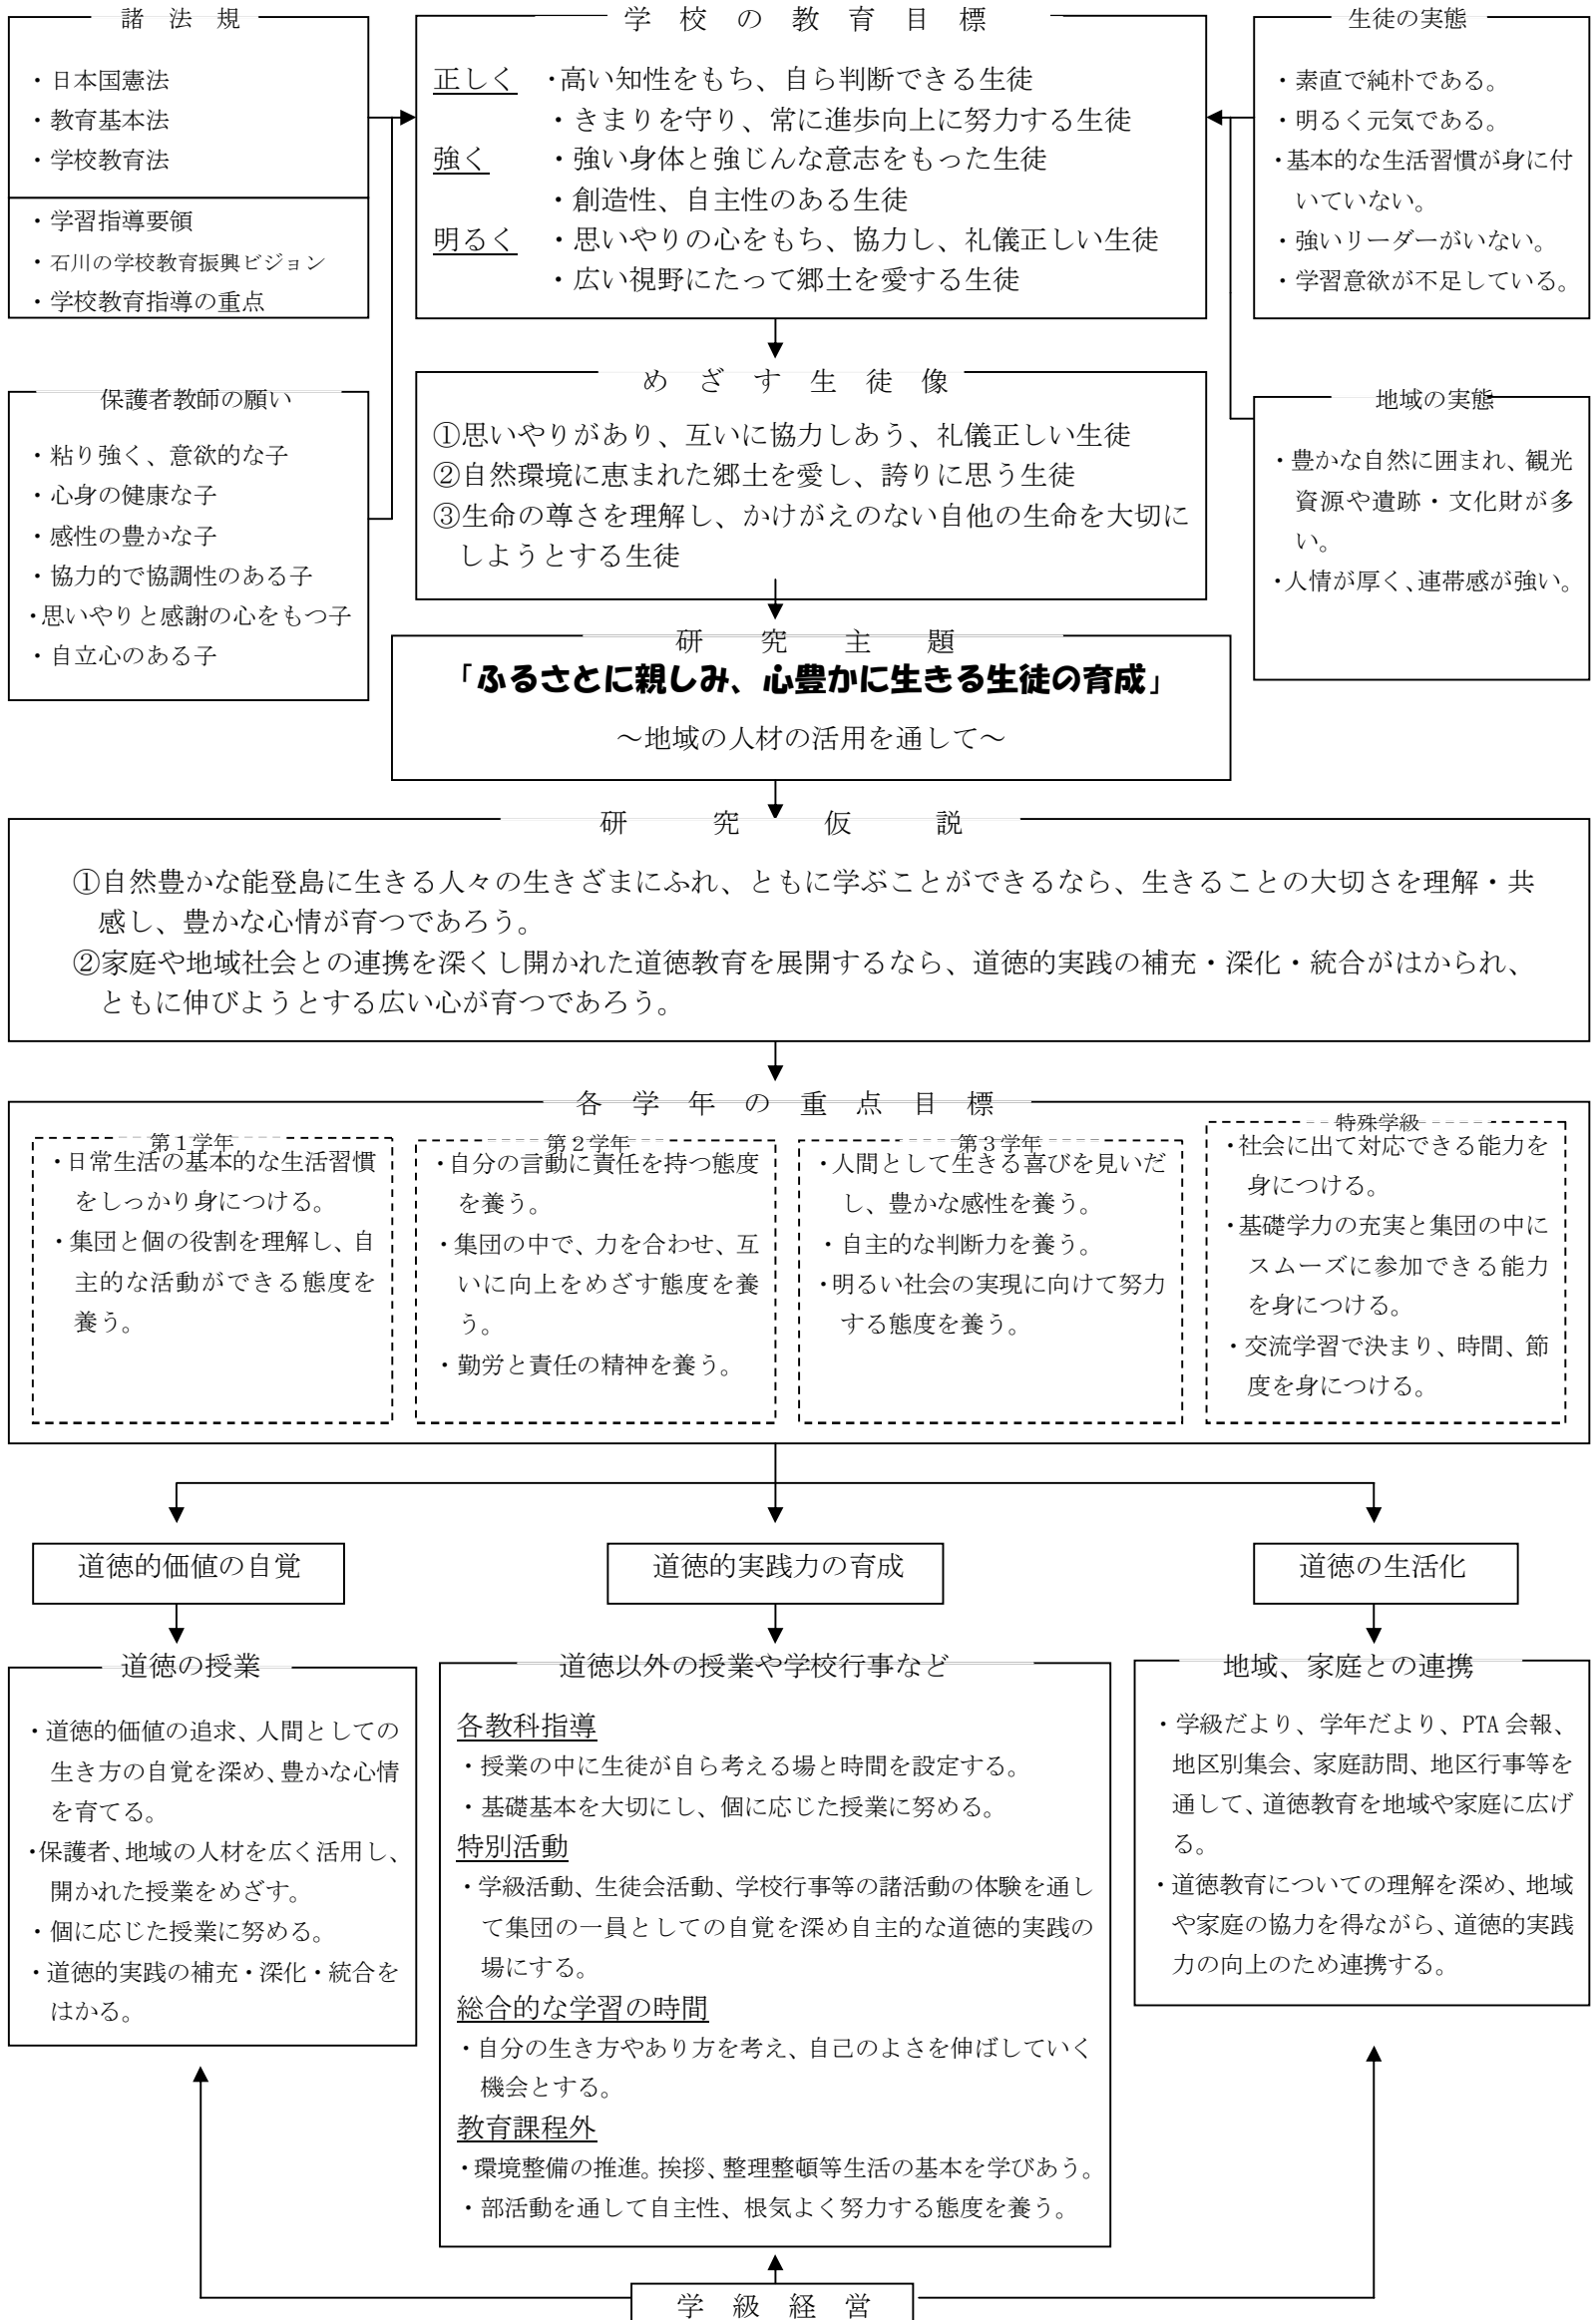 諸法規
・日本国憲法
・教育基本法
・学校教育法
・学習指導要領
・石川の学校教育振興ビジョン
・学校教育指導の重点
学校の教育目標
正しく ・高い知性をもち、自ら判断できる生徒
・きまりを守り、常に進歩向上に努力する生徒
強く ・強い身体と強じんな意志をもった生徒
・創造性、自主性のある生徒
明るく ・思いやりの心をもち、協力し、礼儀正しい生徒
・広い視野にたって郷土を愛する生徒
生徒の実態
・素直で純朴である。
・明るく元気である。
・基本的な生活習慣が身に付
いていない。
・強いリーダーがいない。
・学習意欲が不足している。
保護者教師の願い
・粘り強く、意欲的な子
・心身の健康な子
・感性の豊かな子
・協力的で協調性のある子
・思いやりと感謝の心をもつ子
・自立心のある子
めざす生徒像
①思いやりがあり、互いに協力しあう、礼儀正しい生徒
②自然環境に恵まれた郷土を愛し、誇りに思う生徒
③生命の尊さを理解し、かけがえのない自他の生命を大切に
しようとする生徒
地域の実態
・豊かな自然に囲まれ、観光
資源や遺跡・文化財が多
い。
・人情が厚く、連帯感が強い。
研究主題
「ふるさとに親しみ、心豊かに生きる生徒の育成」
～地域の人材の活用を通して～
研究仮説
①自然豊かな能登島に生きる人々の生きざまにふれ、ともに学ぶことができるなら、生きることの大切さを理解・共
感し、豊かな心情が育つであろう。
②家庭や地域社会との連携を深くし開かれた道徳教育を展開するなら、道徳的実践の補充・深化・統合がはかられ、
ともに伸びようとする広い心が育つであろう。
各学年の重点目標
第1学年
・日常生活の基本的な生活習慣
をしっかり身につける。
・集団と個の役割を理解し、自
主的な活動ができる態度を
養う。
第2学年
・自分の言動に責任を持つ態度
を養う。
・集団の中で、力を合わせ、互
いに向上をめざす態度を養
う。
・勤労と責任の精神を養う。
第3学年
・人間として生きる喜びを見いだ
し、豊かな感性を養う。
・自主的な判断力を養う。
・明るい社会の実現に向けて努力
する態度を養う。
特殊学級
・社会に出て対応できる能力を
身につける。
・基礎学力の充実と集団の中に
スムーズに参加できる能力
を身につける。
・交流学習で決まり、時間、節
度を身につける。
道徳的価値の自覚
道徳的実践力の育成
道徳の生活化
道徳の授業
・道徳的価値の追求、人間としての
生き方の自覚を深め、豊かな心情
を育てる。
・保護者、地域の人材を広く活用し、
開かれた授業をめざす。
・個に応じた授業に努める。
・道徳的実践の補充・深化・統合を
はかる。
道徳以外の授業や学校行事など
各教科指導
・授業の中に生徒が自ら考える場と時間を設定する。
・基礎基本を大切にし、個に応じた授業に努める。
特別活動
・学級活動、生徒会活動、学校行事等の諸活動の体験を通し
て集団の一員としての自覚を深め自主的な道徳的実践の
場にする。
総合的な学習の時間
・自分の生き方やあり方を考え、自己のよさを伸ばしていく
機会とする。
教育課程外
・環境整備の推進。挨拶、整理整頓等生活の基本を学びあう。
・部活動を通して自主性、根気よく努力する態度を養う。
地域、家庭との連携
・学級だより、学年だより、PTA会報、
地区別集会、家庭訪問、地区行事等を
通して、道徳教育を地域や家庭に広げ
る。
・道徳教育についての理解を深め、地域
や家庭の協力を得ながら、道徳的実践
力の向上のため連携する。
学級経営